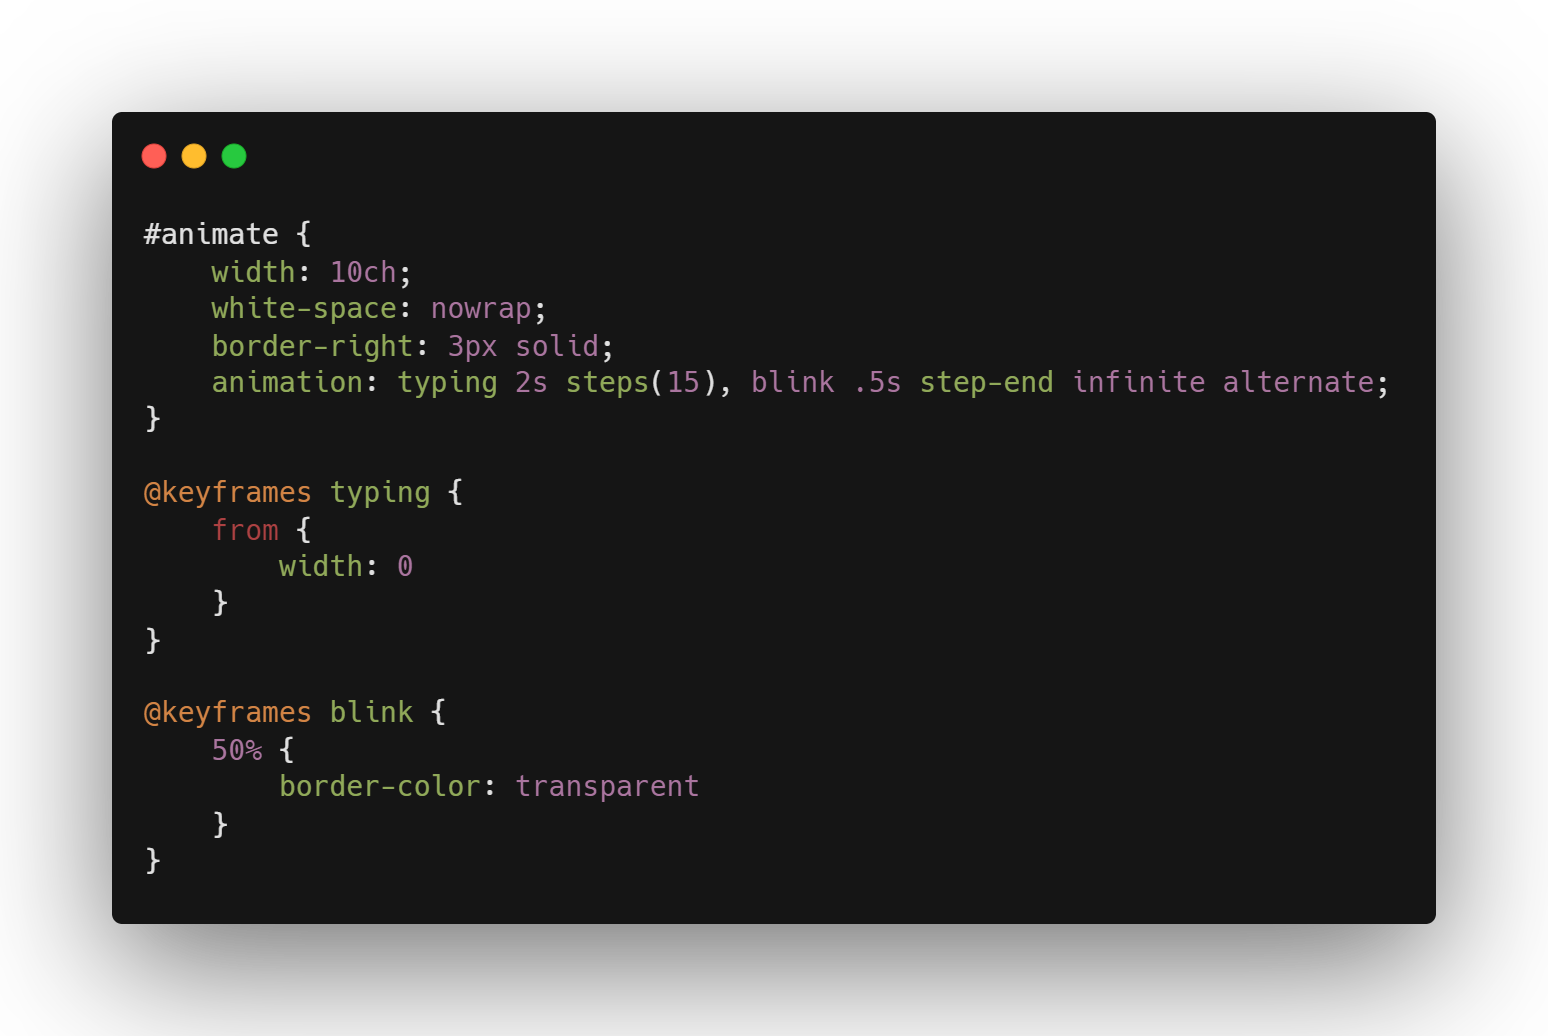 #animate {
    width: 10ch;
    white-space: nowrap;
    border-right: 3px solid;
    animation: typing 2s steps(15), blink .5s step-end infinite alternate;
}

@keyframes typing {
    from {
        width: 0
    }
}

@keyframes blink {
    50% {
        border-color: transparent
    }
}